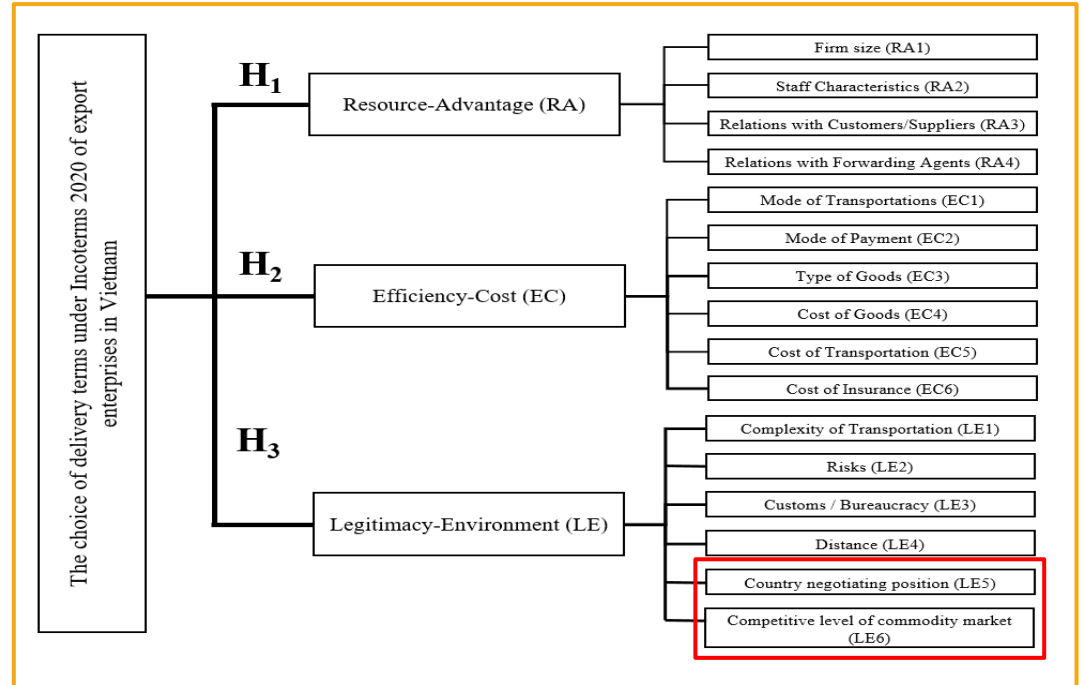 The choice of delivery terms under Incoterms 2020 of export
enterprises in Vietnam
H1
Resource-Advantage (RA)
Firm size (RA1)
Staff Characteristics (RA2)
Relations with Customers/Suppliers (RA3)
Relations with Forwarding Agents (RA4)
H2
Efficiency-Cost (EC)
Mode of Transportations (EC1)
Mode of Payment (EC2)
Type of Goods (EC3)
Cost of Goods (EC4)
Cost of Transportation (EC5)
Cost of Insurance (EC6)
H3
Legitimacy-Environment (LE)
Complexity of Transportation (LE1)
Risks (LE2)
Customs / Bureaucracy (LE3)
Distance (LE4)
Country negotiating position (LE5)
Competitive level of commodity market
(LE6)